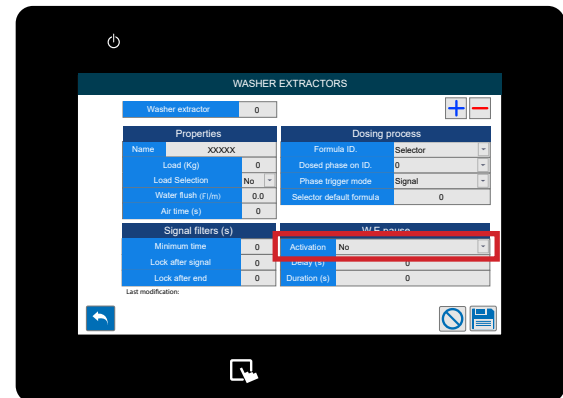 WASHER EXTRACTORS
Washer extractor 0
Properties
Name XXXXX
Load (Kg) 0
Load Selection No
Water flush (Fl/m) 0.0
Air time (s) 0
Dosing process
Formula ID. Selector
Dosed phase on ID. 0
Phase trigger mode Signal
Selector default formula 0
Signal filters (s)
Minimum time 0
Lock after signal 0
Lock after end 0
W.E pause
Activation No
Delay (s) 0
Duration (s) 0
Last modification: